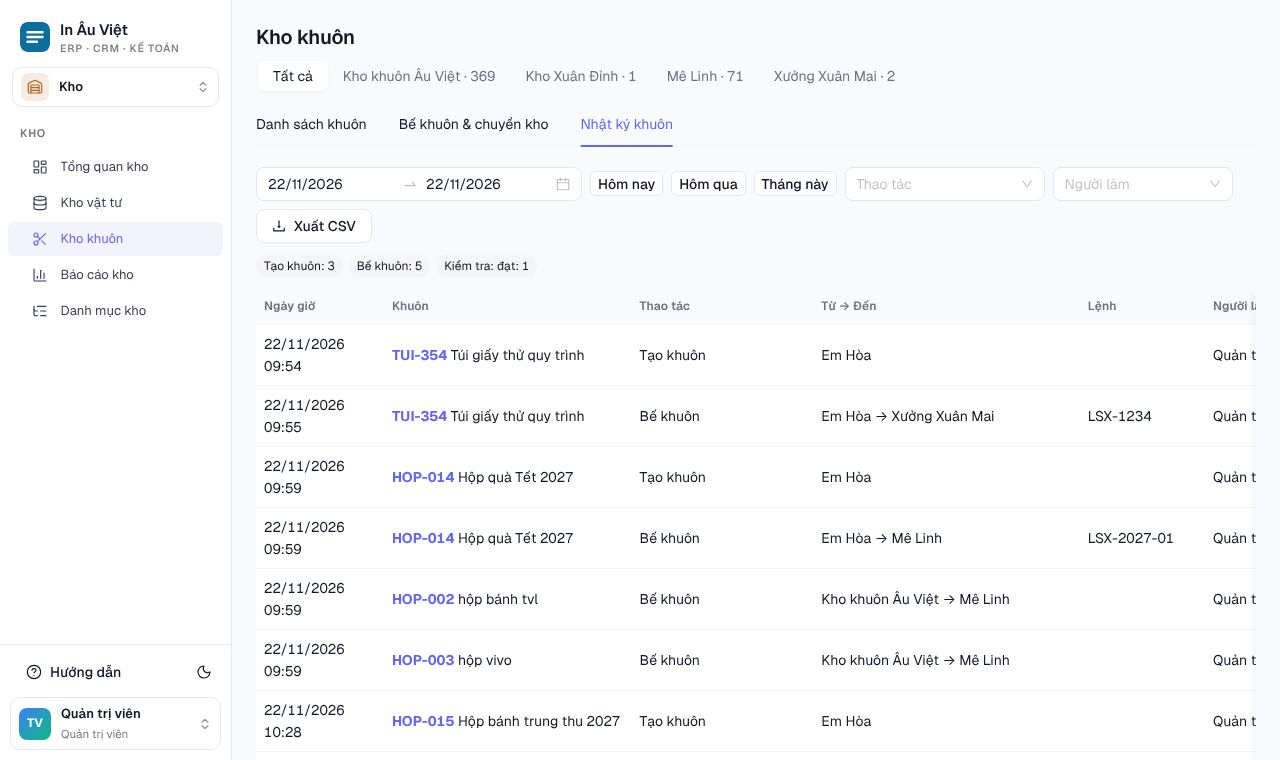 In Âu Việt
ERP · CRM · KẾ TOÁN
Kho
KHO
Tổng quan kho
Kho vật tư
Kho khuôn
Báo cáo kho
Danh mục kho
Hướng dẫn
TV
Quản trị viên
Quản trị viên
Kho khuôn
Tất cả Kho khuôn Âu Việt · 369 Kho Xuân Đỉnh · 1 Mê Linh · 71 Xưởng Xuân Mai · 2
Danh sách khuôn Bế khuôn & chuyển kho Nhật ký khuôn
22/11/2026 → 22/11/2026 Hôm nay Hôm qua Tháng này Thao tác Người làm
Xuất CSV
Tạo khuôn: 3 Bế khuôn: 5 Kiểm tra: đạt: 1
Ngày giờ Khuôn Thao tác Từ → Đến Lệnh Người
22/11/2026 09:54 TUI-354 Túi giấy thử quy trình Tạo khuôn Em Hòa Quản
22/11/2026 09:55 TUI-354 Túi giấy thử quy trình Bế khuôn Em Hòa → Xưởng Xuân Mai LSX-1234 Quản
22/11/2026 09:59 HOP-014 Hộp quà Tết 2027 Tạo khuôn Em Hòa Quản
22/11/2026 09:59 HOP-014 Hộp quà Tết 2027 Bế khuôn Em Hòa → Mê Linh LSX-2027-01 Quản
22/11/2026 09:59 HOP-002 hộp bánh tvl Bế khuôn Kho khuôn Âu Việt → Mê Linh Quản
22/11/2026 09:59 HOP-003 hộp vivo Bế khuôn Kho khuôn Âu Việt → Mê Linh Quản
22/11/2026 10:28 HOP-015 Hộp bánh trung thu 2027 Tạo khuôn Em Hòa Quản